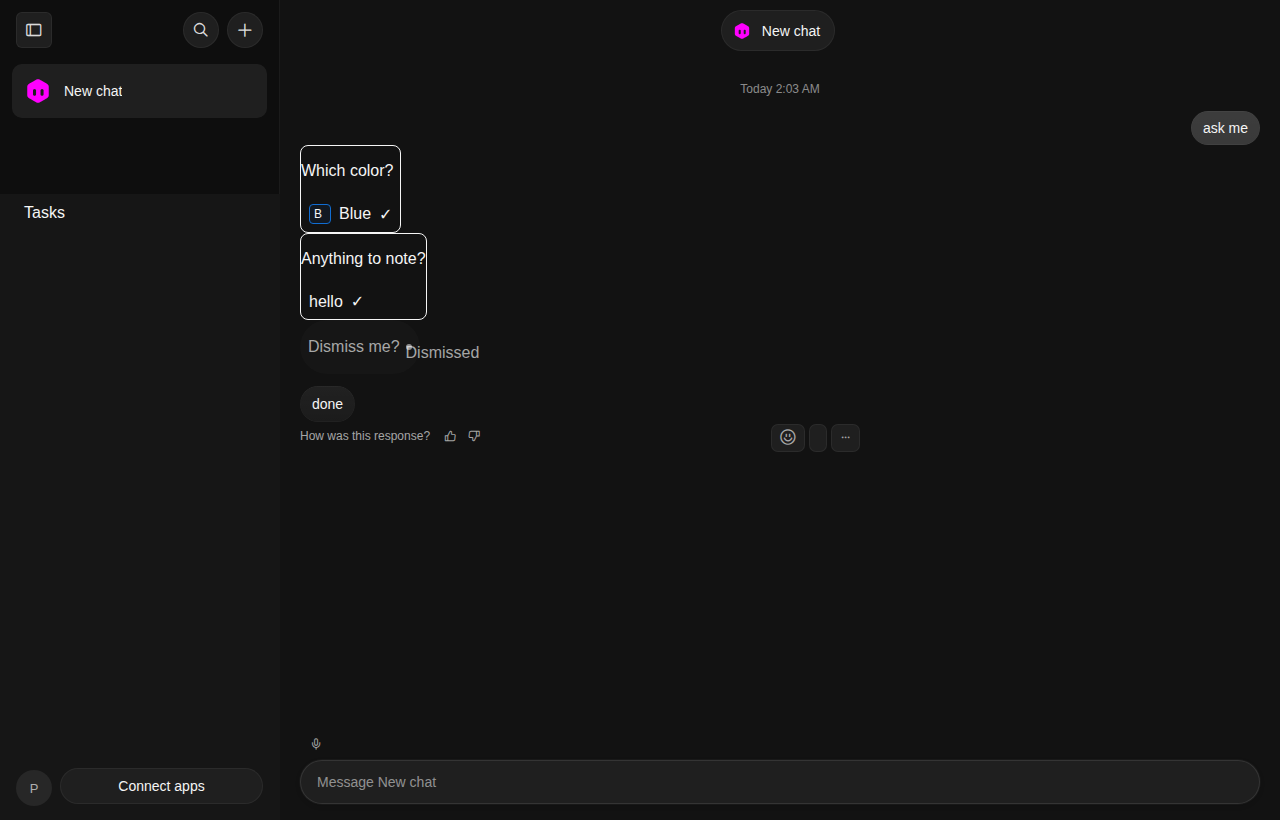 New chat
New chat
Today 2:03 AM
ask me
Which color?
B Blue ✓
Anything to note?
hello ✓
Dismiss me?
Dismissed
done
How was this response?
Tasks
P
Connect apps
Message New chat